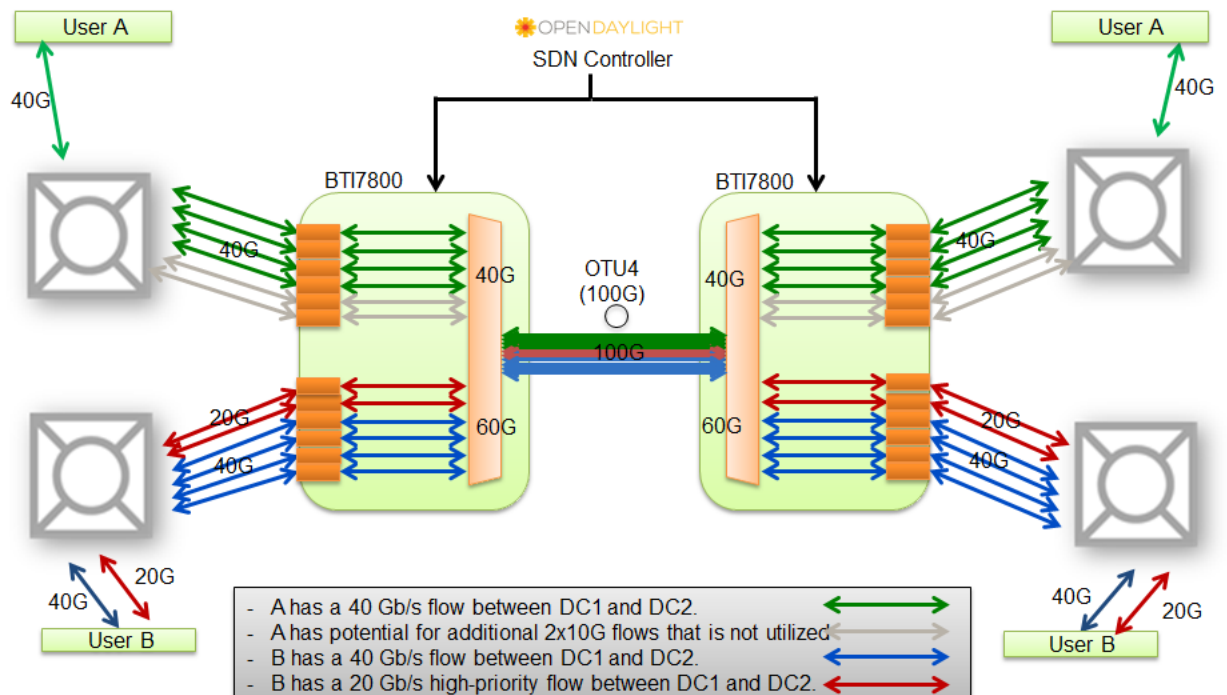 User A
OPENDAYLIGHT
SDN Controller
User A
40G
40G
BTI7800
BTI7800
40G
40G
40G
OTU4
(100G)
40G
100G
20G
40G
60G
60G
20G
40G
40G
20G
User B
40G
20G
User B
- A has a 40 Gb/s flow between DC1 and DC2.
- A has potential for additional 2x10G flows that is not utilized
- B has a 40 Gb/s flow between DC1 and DC2.
- B has a 20 Gb/s high-priority flow between DC1 and DC2.